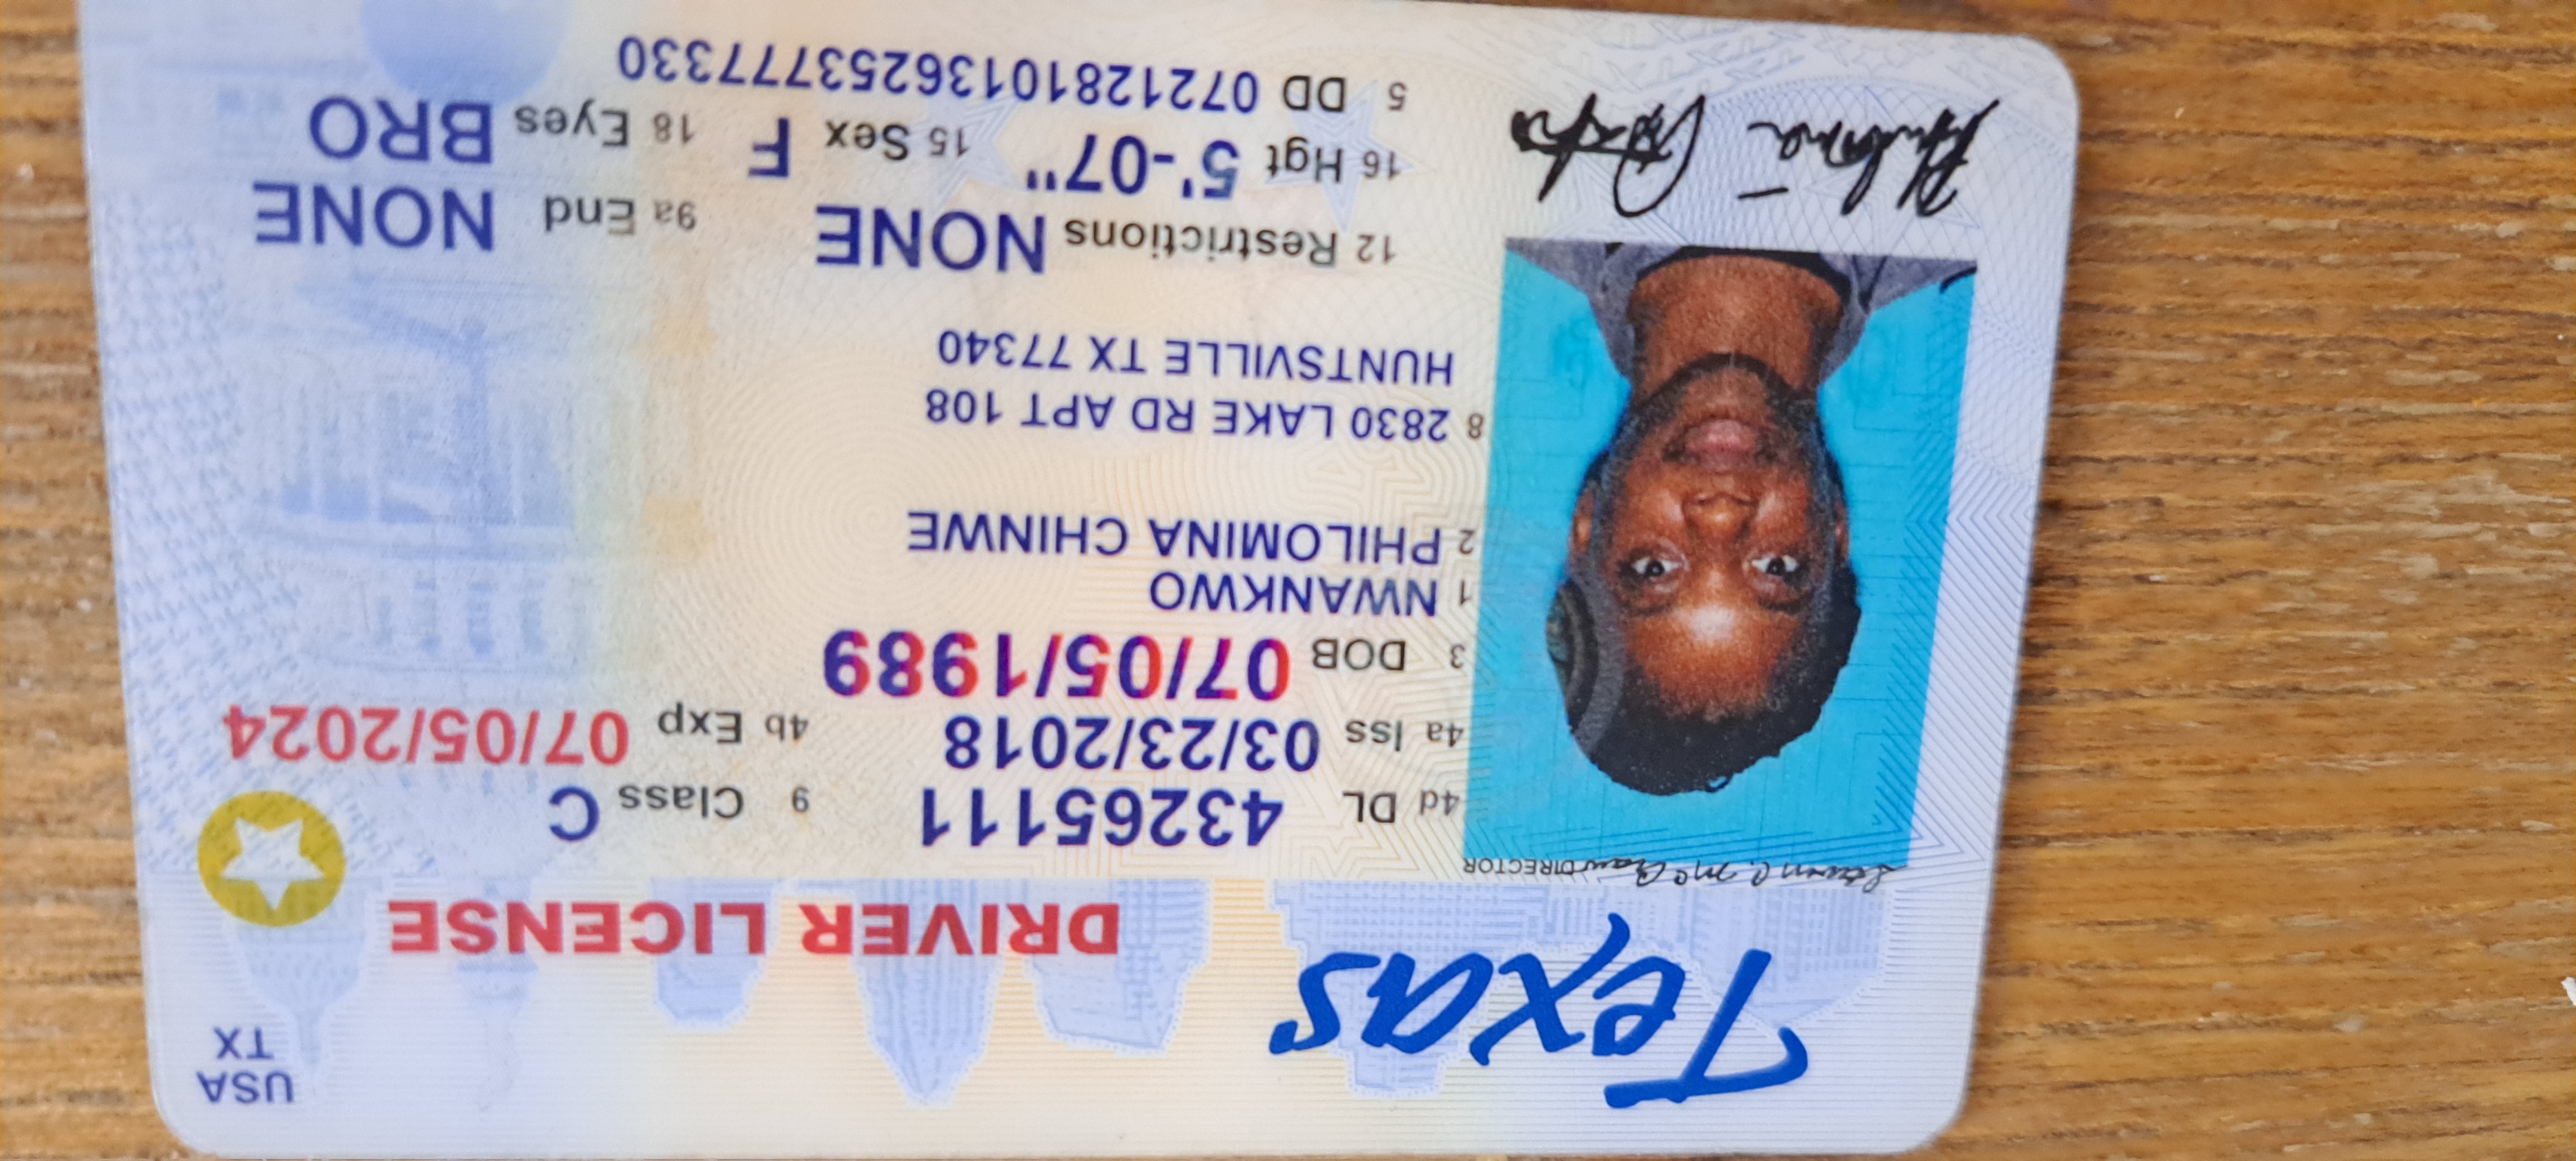 Texas
USA
TX
DRIVER LICENSE
DIRECTOR
4d DL 43265111 9 Class C
4a Iss 03/23/2018 4b Exp 07/05/2024
3 DOB 07/05/1989
1 NWANKWO
2 PHILOMINA CHINWE
8 2830 LAKE RD APT 108
HUNTSVILLE TX 77340
12 Restrictions NONE 9a End NONE
16 Hgt 5'-07" 15 Sex F 18 Eyes BRO
5 DD 07212810136253777330